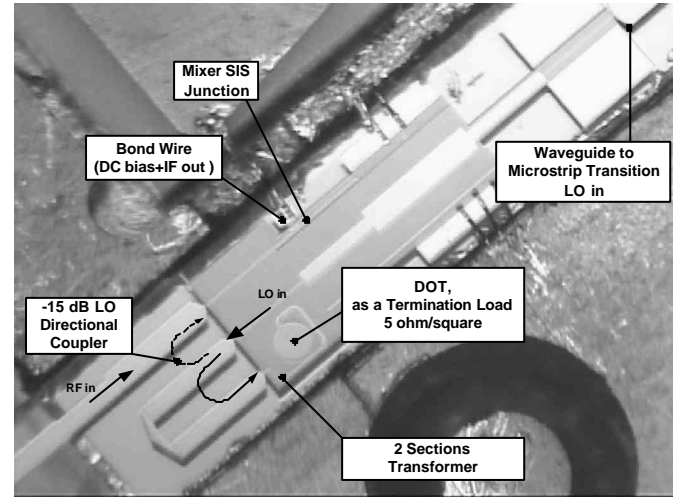 Mixer SIS
Junction
Bond Wire
(DC bias+IF out )
Waveguide to
Microstrip Transition
LO in
LO in
DOT,
as a Termination Load
5 ohm/square
-15 dB LO
Directional
Coupler
RF in
2 Sections
Transformer